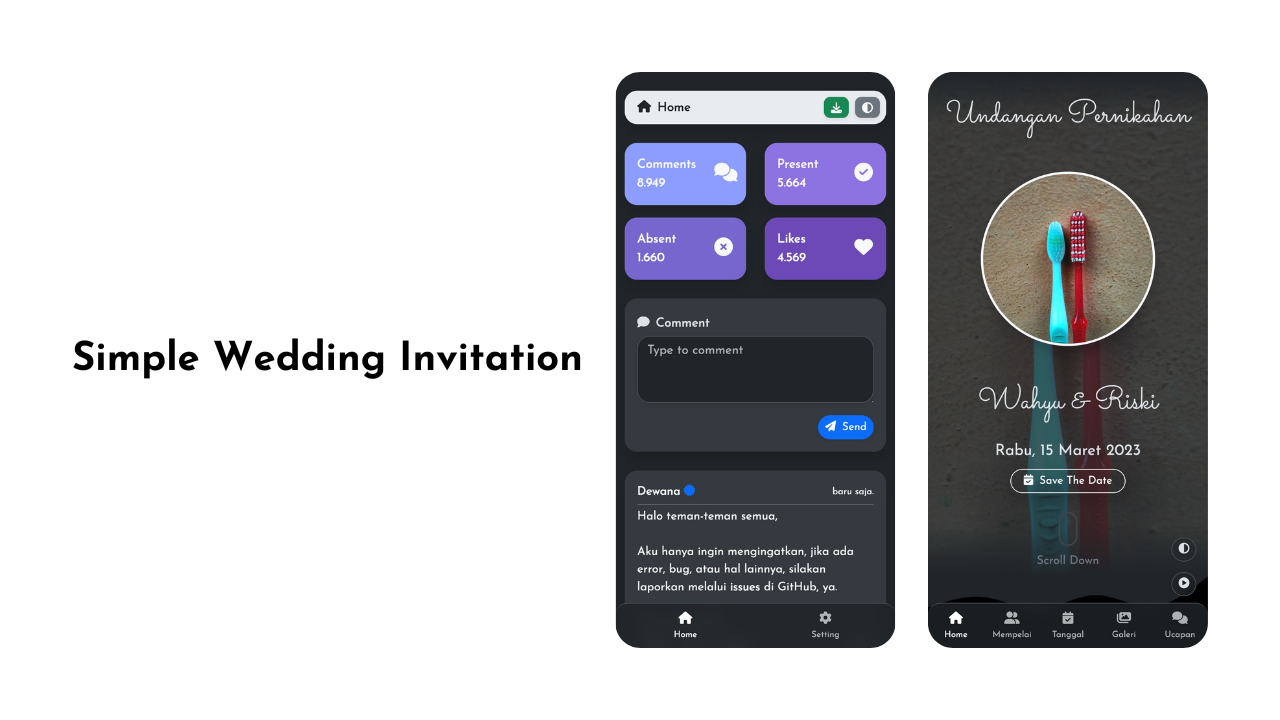 Simple Wedding Invitation
Home
Comments
8.949
Present
5.664
Absent
1.660
Likes
4.569
Comment
Type to comment
Send
Dewana
baru saja.
Halo teman-teman semua,
Aku hanya ingin mengingatkan, jika ada
error, bug, atau hal lainnya, silakan
laporkan melalui issues di GitHub, ya.
Home
Setting
Undangan Pernikahan
Wahyu & Riski
Rabu, 15 Maret 2023
Save The Date
Scroll Down
Home
Mempelai
Tanggal
Galeri
Ucapan